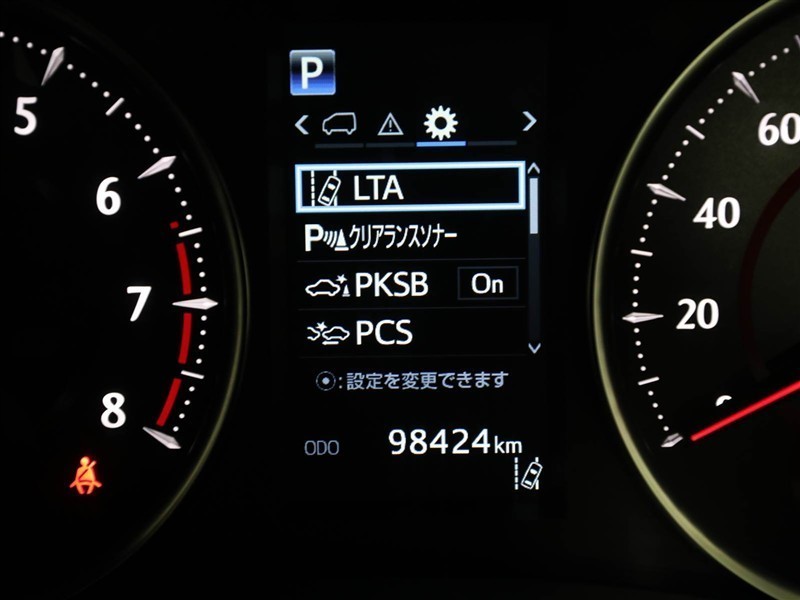 P
5
6
7
8
LTA
Pクリアランスソナー
PKSB On
PCS
:設定を変更できます
ODO 98424km
60
40
20